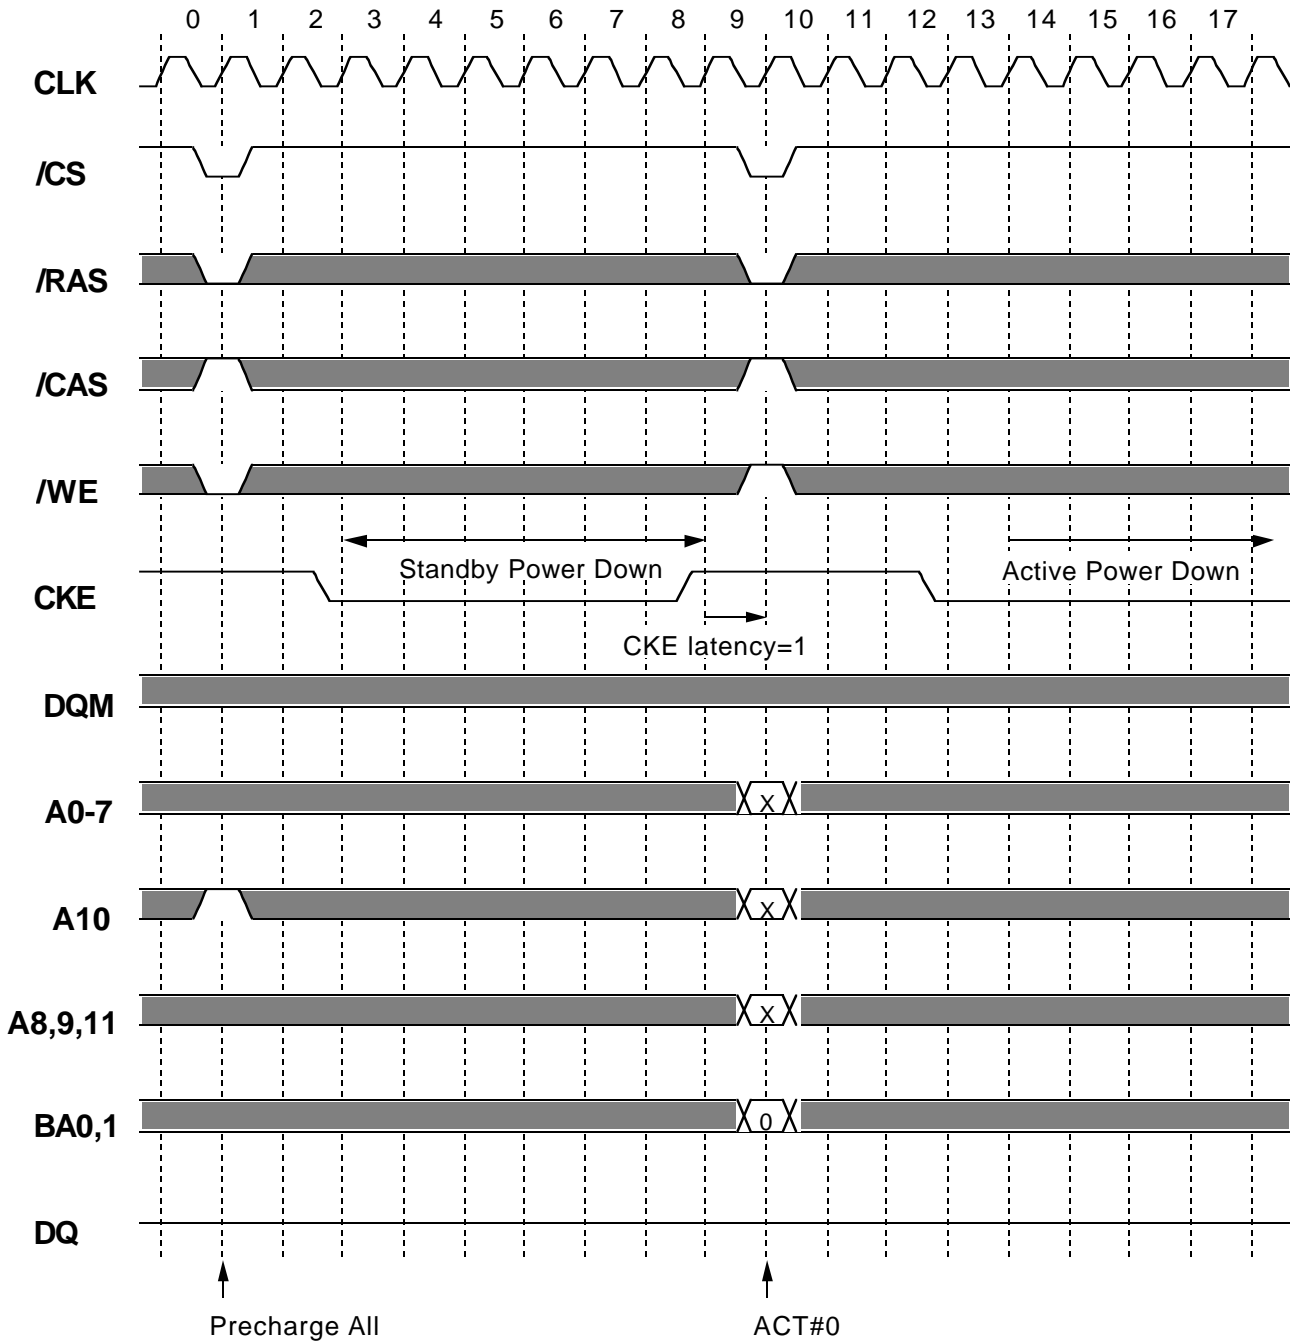 0 1 2 3 4 5 6 7 8 9 10 11 12 13 14 15 16 17
CLK
/CS
/RAS
/CAS
/WE
Standby Power Down
Active Power Down
CKE
CKE latency=1
DQM
A0-7
X
A10
X
A8,9,11
X
BA0,1
0
DQ
Precharge All
ACT#0